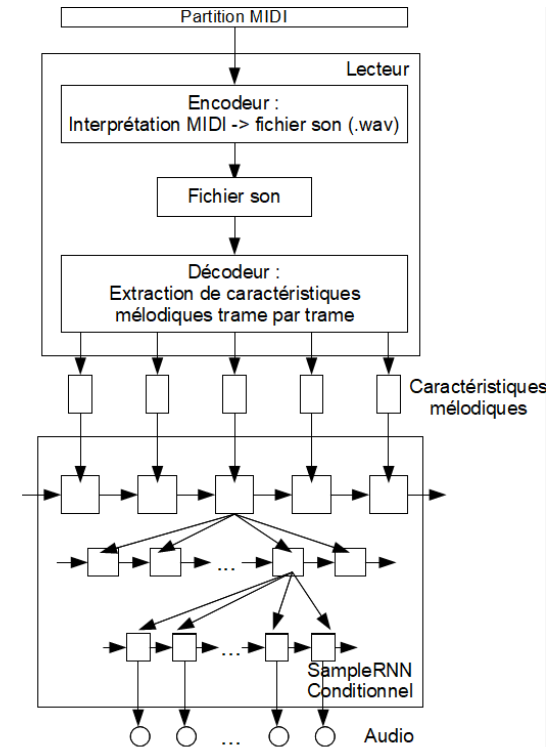 Partition MIDI
Lecteur
Encodeur :
Interprétation MIDI -> fichier son (.wav)
Fichier son
Décodeur :
Extraction de caractéristiques
mélodiques trame par trame
Caractéristiques
mélodiques
...
...
SampleRNN
Conditionnel
...
Audio